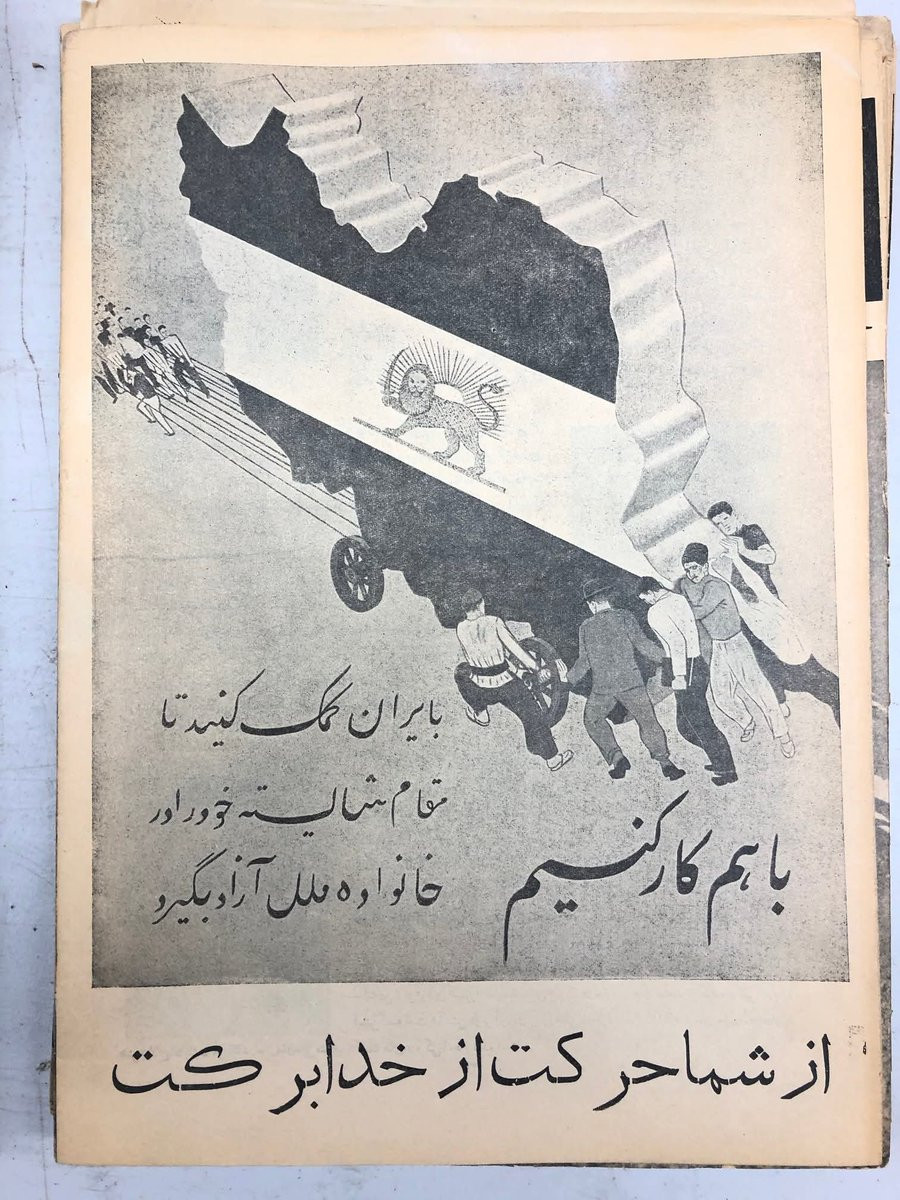 بایران کمک کنید تا
مقام شایسته خود را در
خانواده ملل آزاد بگیرد
باهم کار کنیم
از شما حرکت از خدا برکت